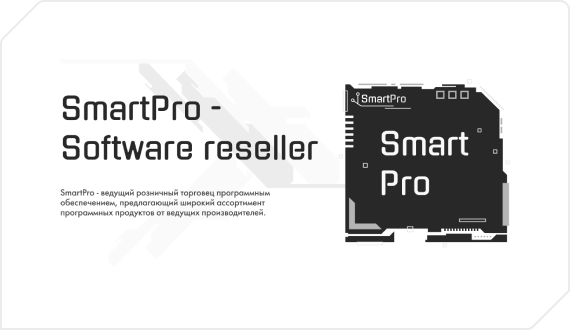 SmartPro -
Software reseller
SmartPro - ведущий розничный торговец программным
обеспечением, предлагающий широкий ассортимент
программных продуктов от ведущих производителей.
SmartPro
Smart
Pro